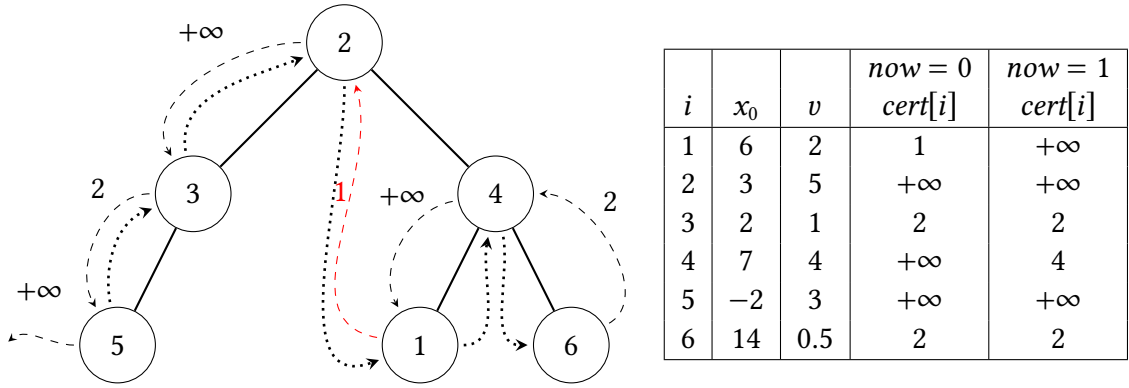 +∞
2
+∞
2
3
1
+∞
4
2
+∞
5
1
6
now = 0 now = 1
i x₀ v cert[i] cert[i]
1 6 2 1 +∞
2 3 5 +∞ +∞
3 2 1 2 2
4 7 4 +∞ 4
5 −2 3 +∞ +∞
6 14 0.5 2 2